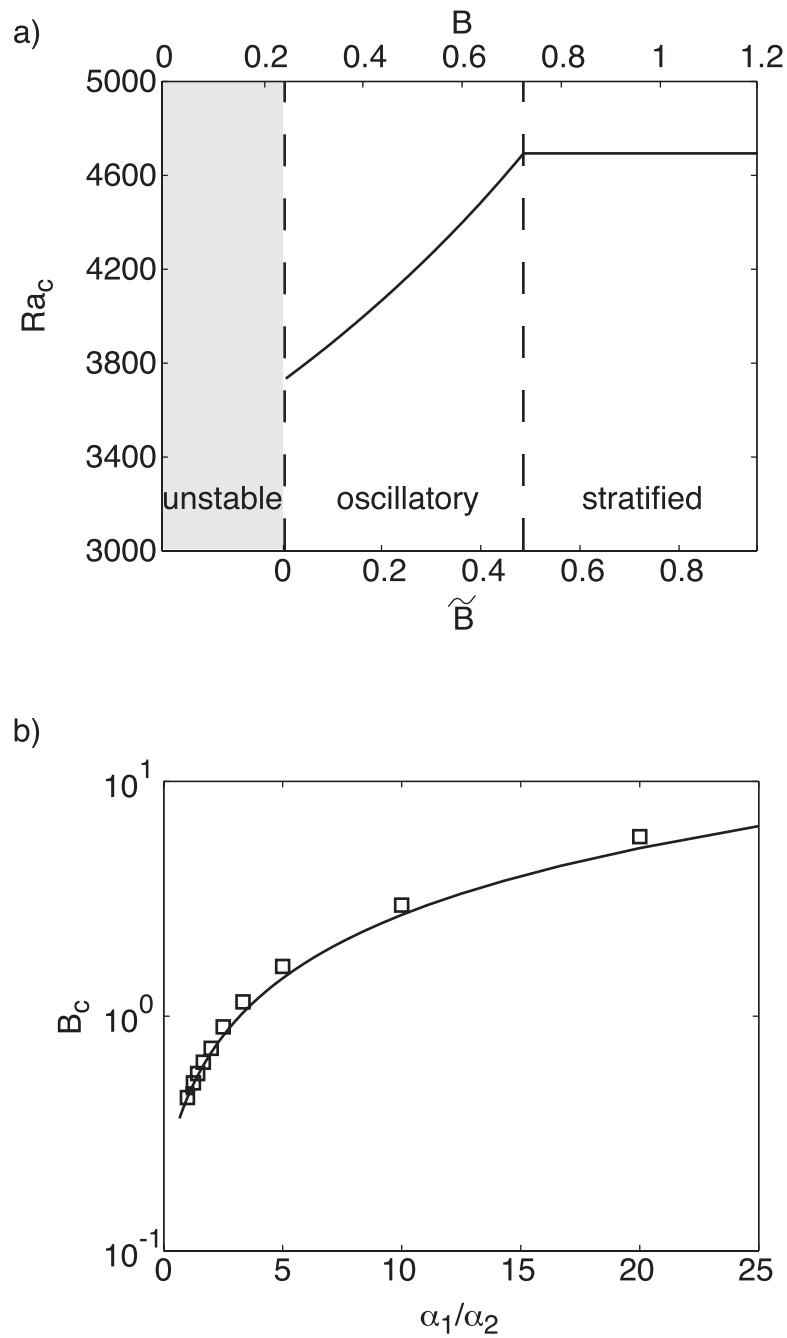 a)
B
0 0.2 0.4 0.6 0.8 1 1.2
5000
4600
4200
Ra_c
3800
3400
unstable oscillatory stratified
3000
0 0.2 0.4 0.6 0.8
B̃
b)
10^1
B_c
10^0
10^-1
0 5 10 15 20 25
α_1/α_2